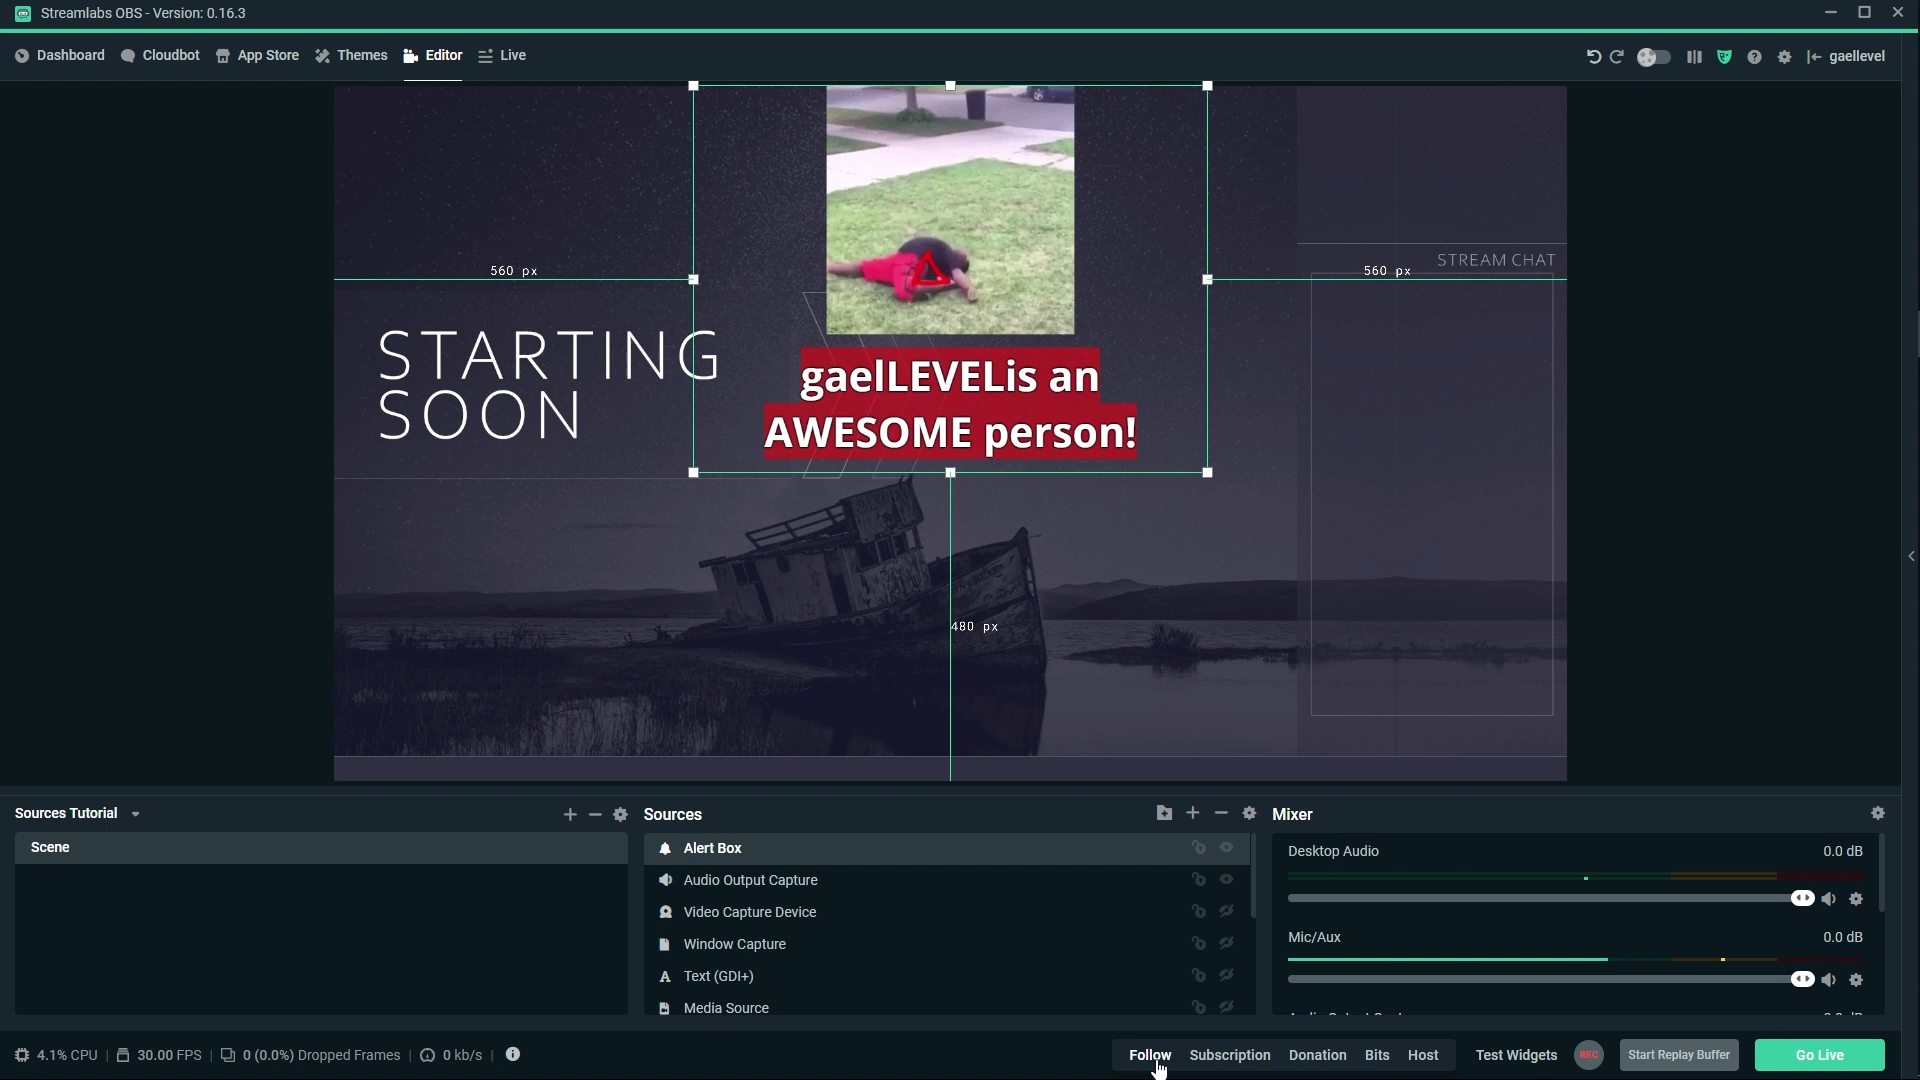 Streamlabs OBS - Version: 0.16.3
Dashboard Cloudbot App Store Themes Editor Live gaellevel
560 px
560 px
STREAM CHAT
STARTING
SOON
gaelLEVELis an
AWESOME person!
480 px
Sources Tutorial
Scene
Sources
Alert Box
Audio Output Capture
Video Capture Device
Window Capture
Text (GDI+)
Media Source
Mixer
Desktop Audio 0.0 dB
Mic/Aux 0.0 dB
4.1% CPU 30.00 FPS 0 (0.0%) Dropped Frames 0 kb/s
Follow Subscription Donation Bits Host Test Widgets REC Start Replay Buffer Go Live